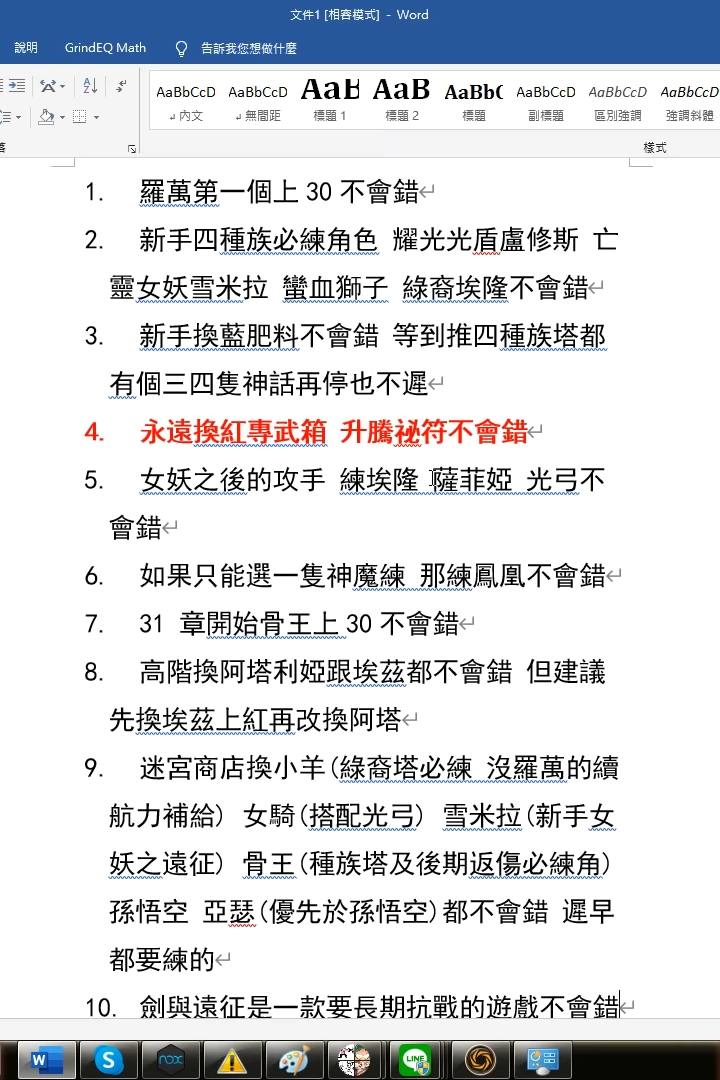 文件1 [相容模式] - Word
說明 GrindEQ Math 告訴我您想做什麼
AaBbCcD AaBbCcD AaB AaB AaBb( AaBbCcD AaBbCcD AaBbCcD
內文 無間距 標題 1 標題 2 標題 副標題 區別強調 強調斜體
落 樣式
1. 羅萬第一個上 30 不會錯
2. 新手四種族必練角色 耀光光盾盧修斯 亡
靈女妖雪米拉 蠻血獅子 綠裔埃隆不會錯
3. 新手換藍肥料不會錯 等到推四種族塔都
有個三四隻神話再停也不遲
4. 永遠換紅專武箱 升騰祕符不會錯
5. 女妖之後的攻手 練埃隆 薩菲婭 光弓不
會錯
6. 如果只能選一隻神魔練 那練鳳凰不會錯
7. 31 章開始骨王上 30 不會錯
8. 高階換阿塔利婭跟埃茲都不會錯 但建議
先換埃茲上紅再改換阿塔
9. 迷宮商店換小羊(綠裔塔必練 沒羅萬的續
航力補給) 女騎(搭配光弓) 雪米拉(新手女
妖之遠征) 骨王(種族塔及後期返傷必練角)
孫悟空 亞瑟(優先於孫悟空)都不會錯 遲早
都要練的
10. 劍與遠征是一款要長期抗戰的遊戲不會錯
W S nox LINE